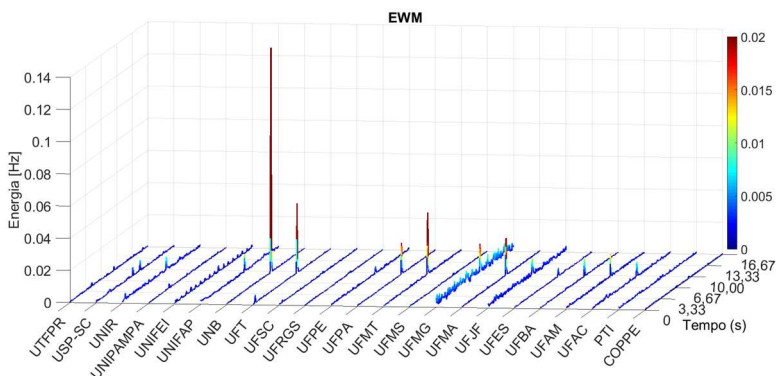 EWM
0.14
0.12
0.1
0.08
0.06
0.04
0.02
0
Energia [Hz]
UTFPR
USP-SC
UNIR
UNIPAMPA
UNIFEI
UNIFAP
UNB
UFT
UFSC
UFRGS
UFPE
UFPA
UFMT
UFMS
UFMG
UFMA
UFJF
UFES
UFBA
UFAM
UFAC
PTI
COPPE
0
3,33
6,67
10,00
13,33
16,67
Tempo (s)
0.02
0.015
0.01
0.005
0